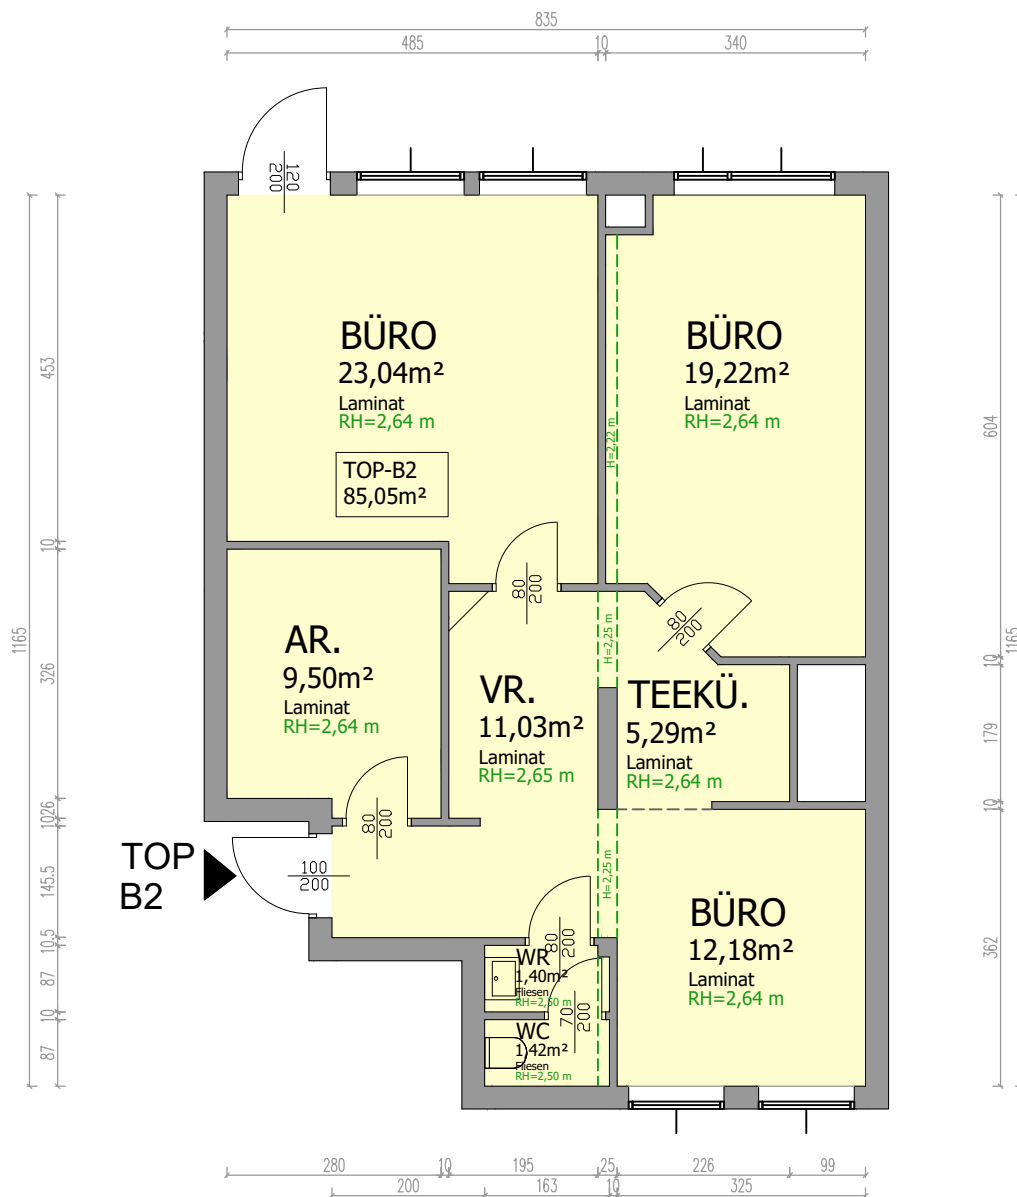 835
485
10
340
120
200
BÜRO
23,04m²
Laminat
RH=2,64 m
BÜRO
19,22m²
Laminat
RH=2,64 m
H=2,22 m
TOP-B2
85,05m²
453
10
326
1026
145.5
10.5
87
10
87
1165
604
10
179
10
362
1165
80
200
80
200
AR.
9,50m²
Laminat
RH=2,64 m
VR.
11,03m²
Laminat
RH=2,65 m
H=2,25 m
TEEKÜ.
5,29m²
Laminat
RH=2,64 m
80
200
TOP
B2
100
200
H=2,25 m
BÜRO
12,18m²
Laminat
RH=2,64 m
80
200
WR
1,40m²
Fliesen
RH=2,50 m
70
200
WC
1,42m²
Fliesen
RH=2,50 m
280
10
195
25
226
99
200
163
10
325